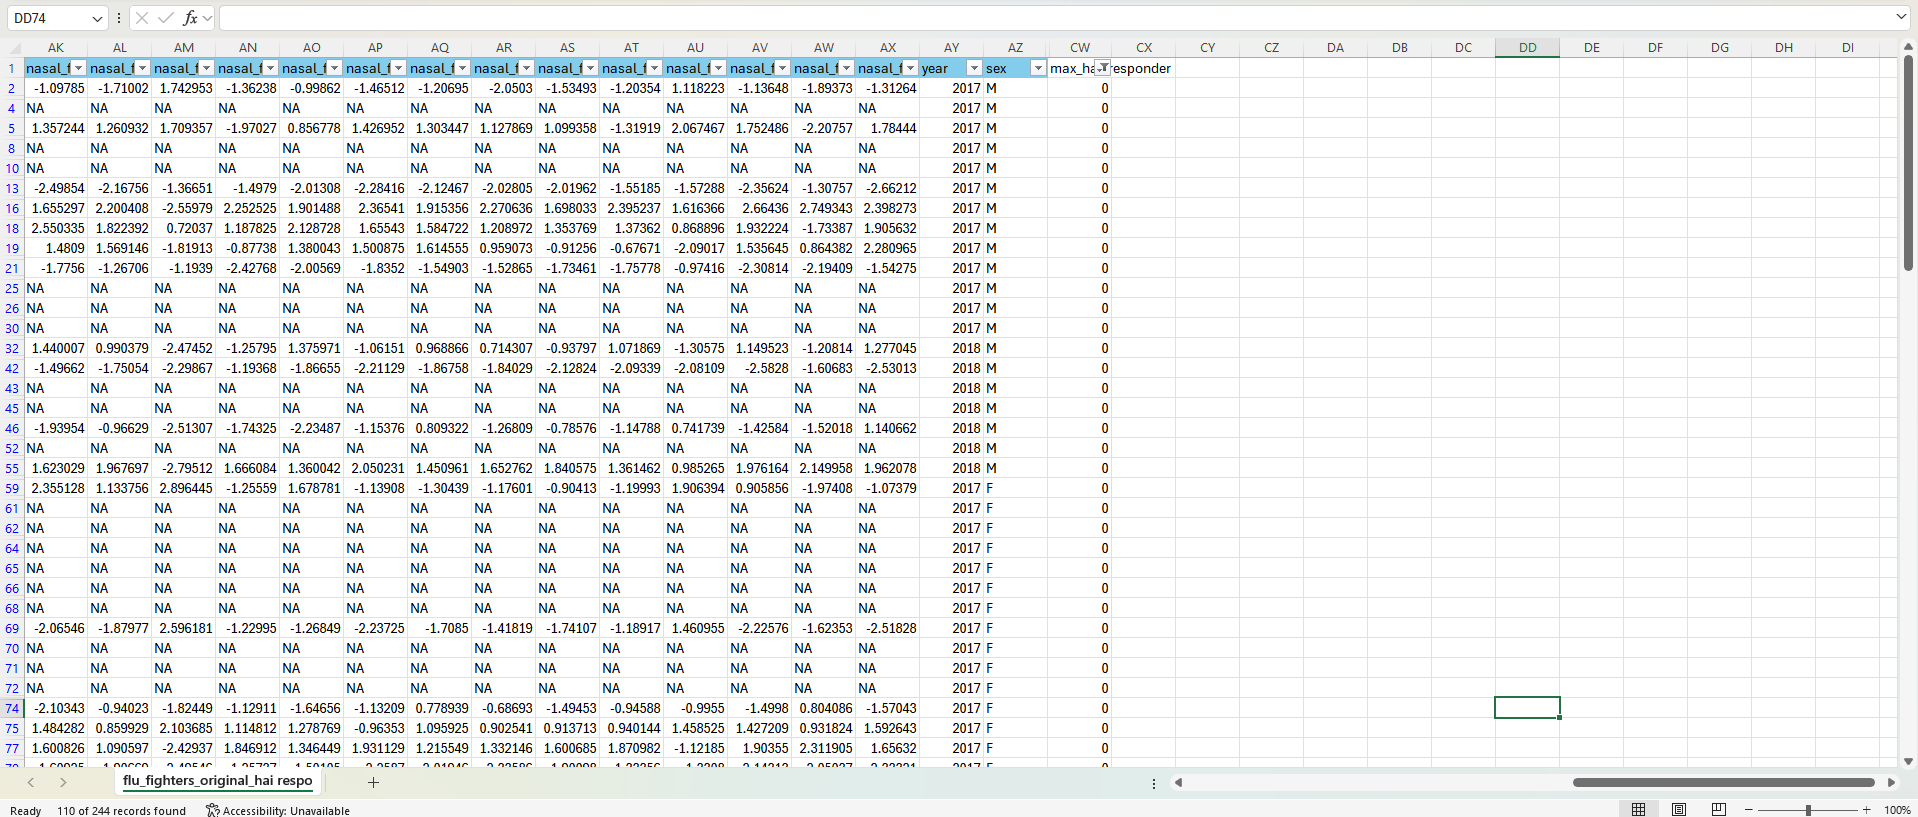 DD74 fx
AK AL AM AN AO AP AQ AR AS AT AU AV AW AX AY AZ CW CX CY CZ DA DB DC DD DE DF DG DH DI
1 nasal_f nasal_f nasal_f nasal_f nasal_f nasal_f nasal_f nasal_f nasal_f nasal_f nasal_f nasal_f nasal_f nasal_f year sex max_ha responder
2 -1.09785 -1.71002 1.742953 -1.36238 -0.99862 -1.46512 -1.20695 -2.0503 -1.53493 -1.20354 1.118223 -1.13648 -1.89373 -1.31264 2017 M 0
4 NA NA NA NA NA NA NA NA NA NA NA NA NA NA 2017 M 0
5 1.357244 1.260932 1.709357 -1.97027 0.856778 1.426952 1.303447 1.127869 1.099358 -1.31919 2.067467 1.752486 -2.20757 1.78444 2017 M 0
8 NA NA NA NA NA NA NA NA NA NA NA NA NA NA 2017 M 0
10 NA NA NA NA NA NA NA NA NA NA NA NA NA NA 2017 M 0
13 -2.49854 -2.16756 -1.36651 -1.4979 -2.01308 -2.28416 -2.12467 -2.02805 -2.01962 -1.55185 -1.57288 -2.35624 -1.30757 -2.66212 2017 M 0
16 1.655297 2.200408 -2.55979 2.252525 1.901488 2.36541 1.915356 2.270636 1.698033 2.395237 1.616366 2.66436 2.749343 2.398273 2017 M 0
18 2.550335 1.822392 0.72037 1.187825 2.128728 1.65543 1.584722 1.208972 1.353769 1.37362 0.868896 1.932224 -1.73387 1.905632 2017 M 0
19 1.4809 1.569146 -1.81913 -0.87738 1.380043 1.500875 1.614555 0.959073 -0.91256 -0.67671 -2.09017 1.535645 0.864382 2.280965 2017 M 0
21 -1.7756 -1.26706 -1.1939 -2.42768 -2.00569 -1.8352 -1.54903 -1.52865 -1.73461 -1.75778 -0.97416 -2.30814 -2.19409 -1.54275 2017 M 0
25 NA NA NA NA NA NA NA NA NA NA NA NA NA NA 2017 M 0
26 NA NA NA NA NA NA NA NA NA NA NA NA NA NA 2017 M 0
30 NA NA NA NA NA NA NA NA NA NA NA NA NA NA 2017 M 0
32 1.440007 0.990379 -2.47452 -1.25795 1.375971 -1.06151 0.968866 0.714307 -0.93797 1.071869 -1.30575 1.149523 -1.20814 1.277045 2018 M 0
42 -1.49662 -1.75054 -2.29867 -1.19368 -1.86655 -2.21129 -1.86758 -1.84029 -2.12824 -2.09339 -2.08109 -2.5828 -1.60683 -2.53013 2018 M 0
43 NA NA NA NA NA NA NA NA NA NA NA NA NA NA 2018 M 0
45 NA NA NA NA NA NA NA NA NA NA NA NA NA NA 2018 M 0
46 -1.93954 -0.96629 -2.51307 -1.74325 -2.23487 -1.15376 0.809322 -1.26809 -0.78576 -1.14788 0.741739 -1.42584 -1.52018 1.140662 2018 M 0
52 NA NA NA NA NA NA NA NA NA NA NA NA NA NA 2018 M 0
55 1.623029 1.967697 -2.79512 1.666084 1.360042 2.050231 1.450961 1.652762 1.840575 1.361462 0.985265 1.976164 2.149958 1.962078 2018 M 0
59 2.355128 1.133756 2.896445 -1.25559 1.678781 -1.13908 -1.30439 -1.17601 -0.90413 -1.19993 1.906394 0.905856 -1.97408 -1.07379 2017 F 0
61 NA NA NA NA NA NA NA NA NA NA NA NA NA NA 2017 F 0
62 NA NA NA NA NA NA NA NA NA NA NA NA NA NA 2017 F 0
64 NA NA NA NA NA NA NA NA NA NA NA NA NA NA 2017 F 0
65 NA NA NA NA NA NA NA NA NA NA NA NA NA NA 2017 F 0
66 NA NA NA NA NA NA NA NA NA NA NA NA NA NA 2017 F 0
68 NA NA NA NA NA NA NA NA NA NA NA NA NA NA 2017 F 0
69 -2.06546 -1.87977 2.596181 -1.22995 -1.26849 -2.23725 -1.7085 -1.41819 -1.74107 -1.18917 1.460955 -2.22576 -1.62353 -2.51828 2017 F 0
70 NA NA NA NA NA NA NA NA NA NA NA NA NA NA 2017 F 0
71 NA NA NA NA NA NA NA NA NA NA NA NA NA NA 2017 F 0
72 NA NA NA NA NA NA NA NA NA NA NA NA NA NA 2017 F 0
74 -2.10343 -0.94023 -1.82449 -1.12911 -1.64656 -1.13209 0.778939 -0.68693 -1.49453 -0.94588 -0.9955 -1.4998 0.804086 -1.57043 2017 F 0
75 1.484282 0.859929 2.103685 1.114812 1.278769 -0.96353 1.095925 0.902541 0.913713 0.940144 1.458525 1.427209 0.931824 1.592643 2017 F 0
77 1.600826 1.090597 -2.42937 1.846912 1.346449 1.931129 1.215549 1.332146 1.600685 1.870982 -1.12185 1.90355 2.311905 1.65632 2017 F 0
flu_fighters_original_hai respo
Ready 110 of 244 records found Accessibility: Unavailable 100%